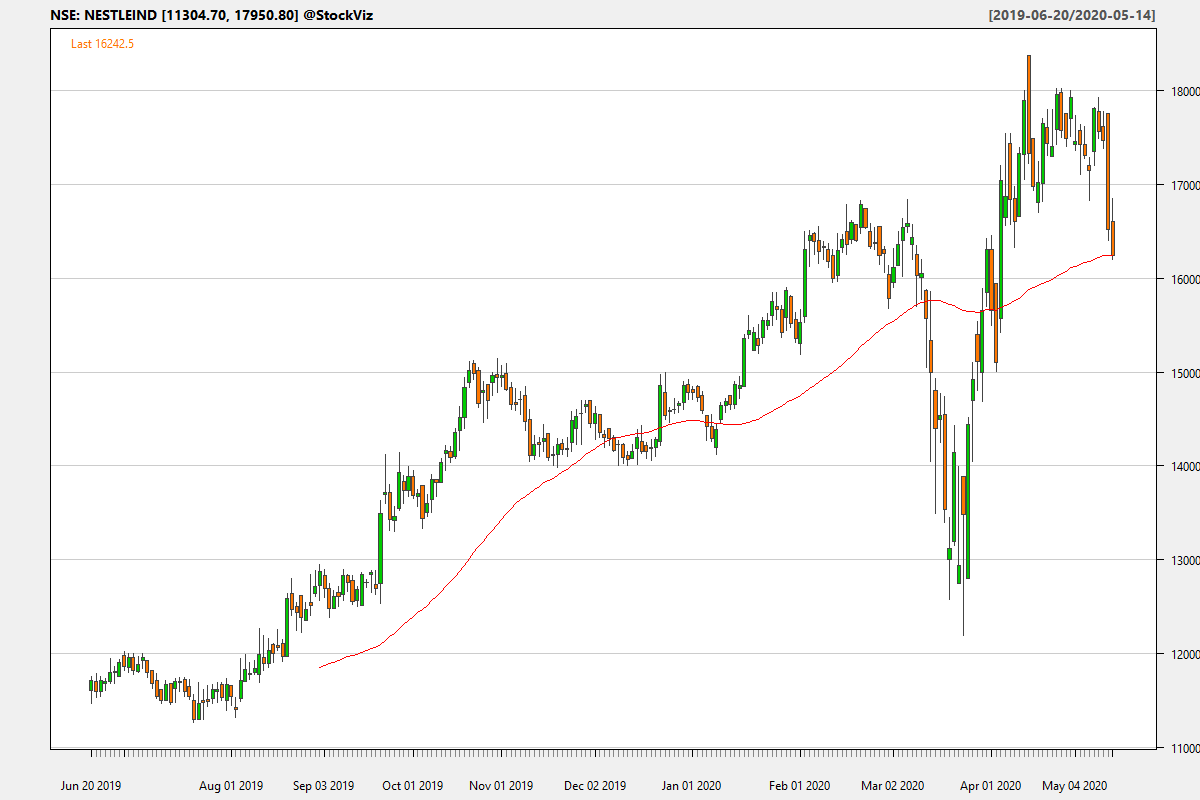 NSE: NESTLEIND [11304.70, 17950.80] @StockViz
[2019-06-20/2020-05-14]
Last 16242.5
18000
17000
16000
15000
14000
13000
12000
11000
Jun 20 2019
Aug 01 2019
Sep 03 2019
Oct 01 2019
Nov 01 2019
Dec 02 2019
Jan 01 2020
Feb 01 2020
Mar 02 2020
Apr 01 2020
May 04 2020